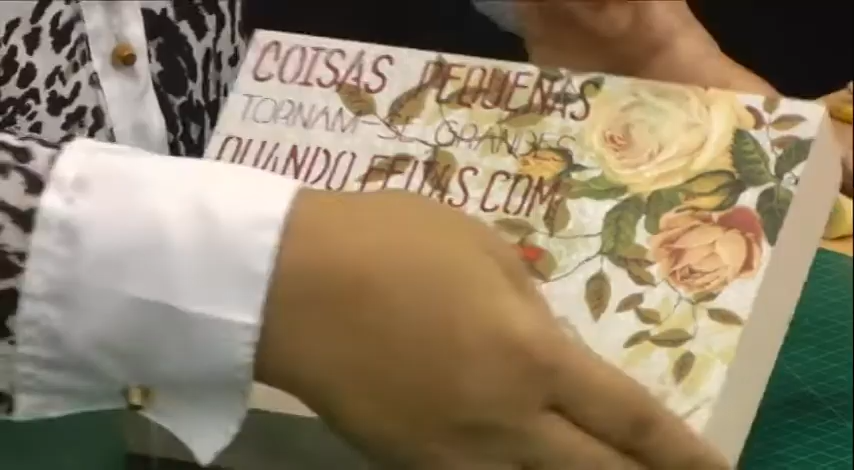 COISAS PEQUENAS
TORNAM-SE GRANDES
QUANDO FEITAS COM